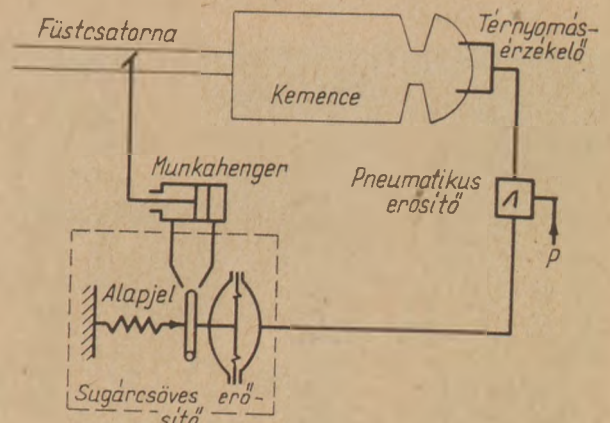 Füstcsatorna
Térnyomás-
érzékelő
Kemence
Munkahenger
Pneumatikus
erősítő
P
Alapjel
Sugárcsöves erő-
sítő